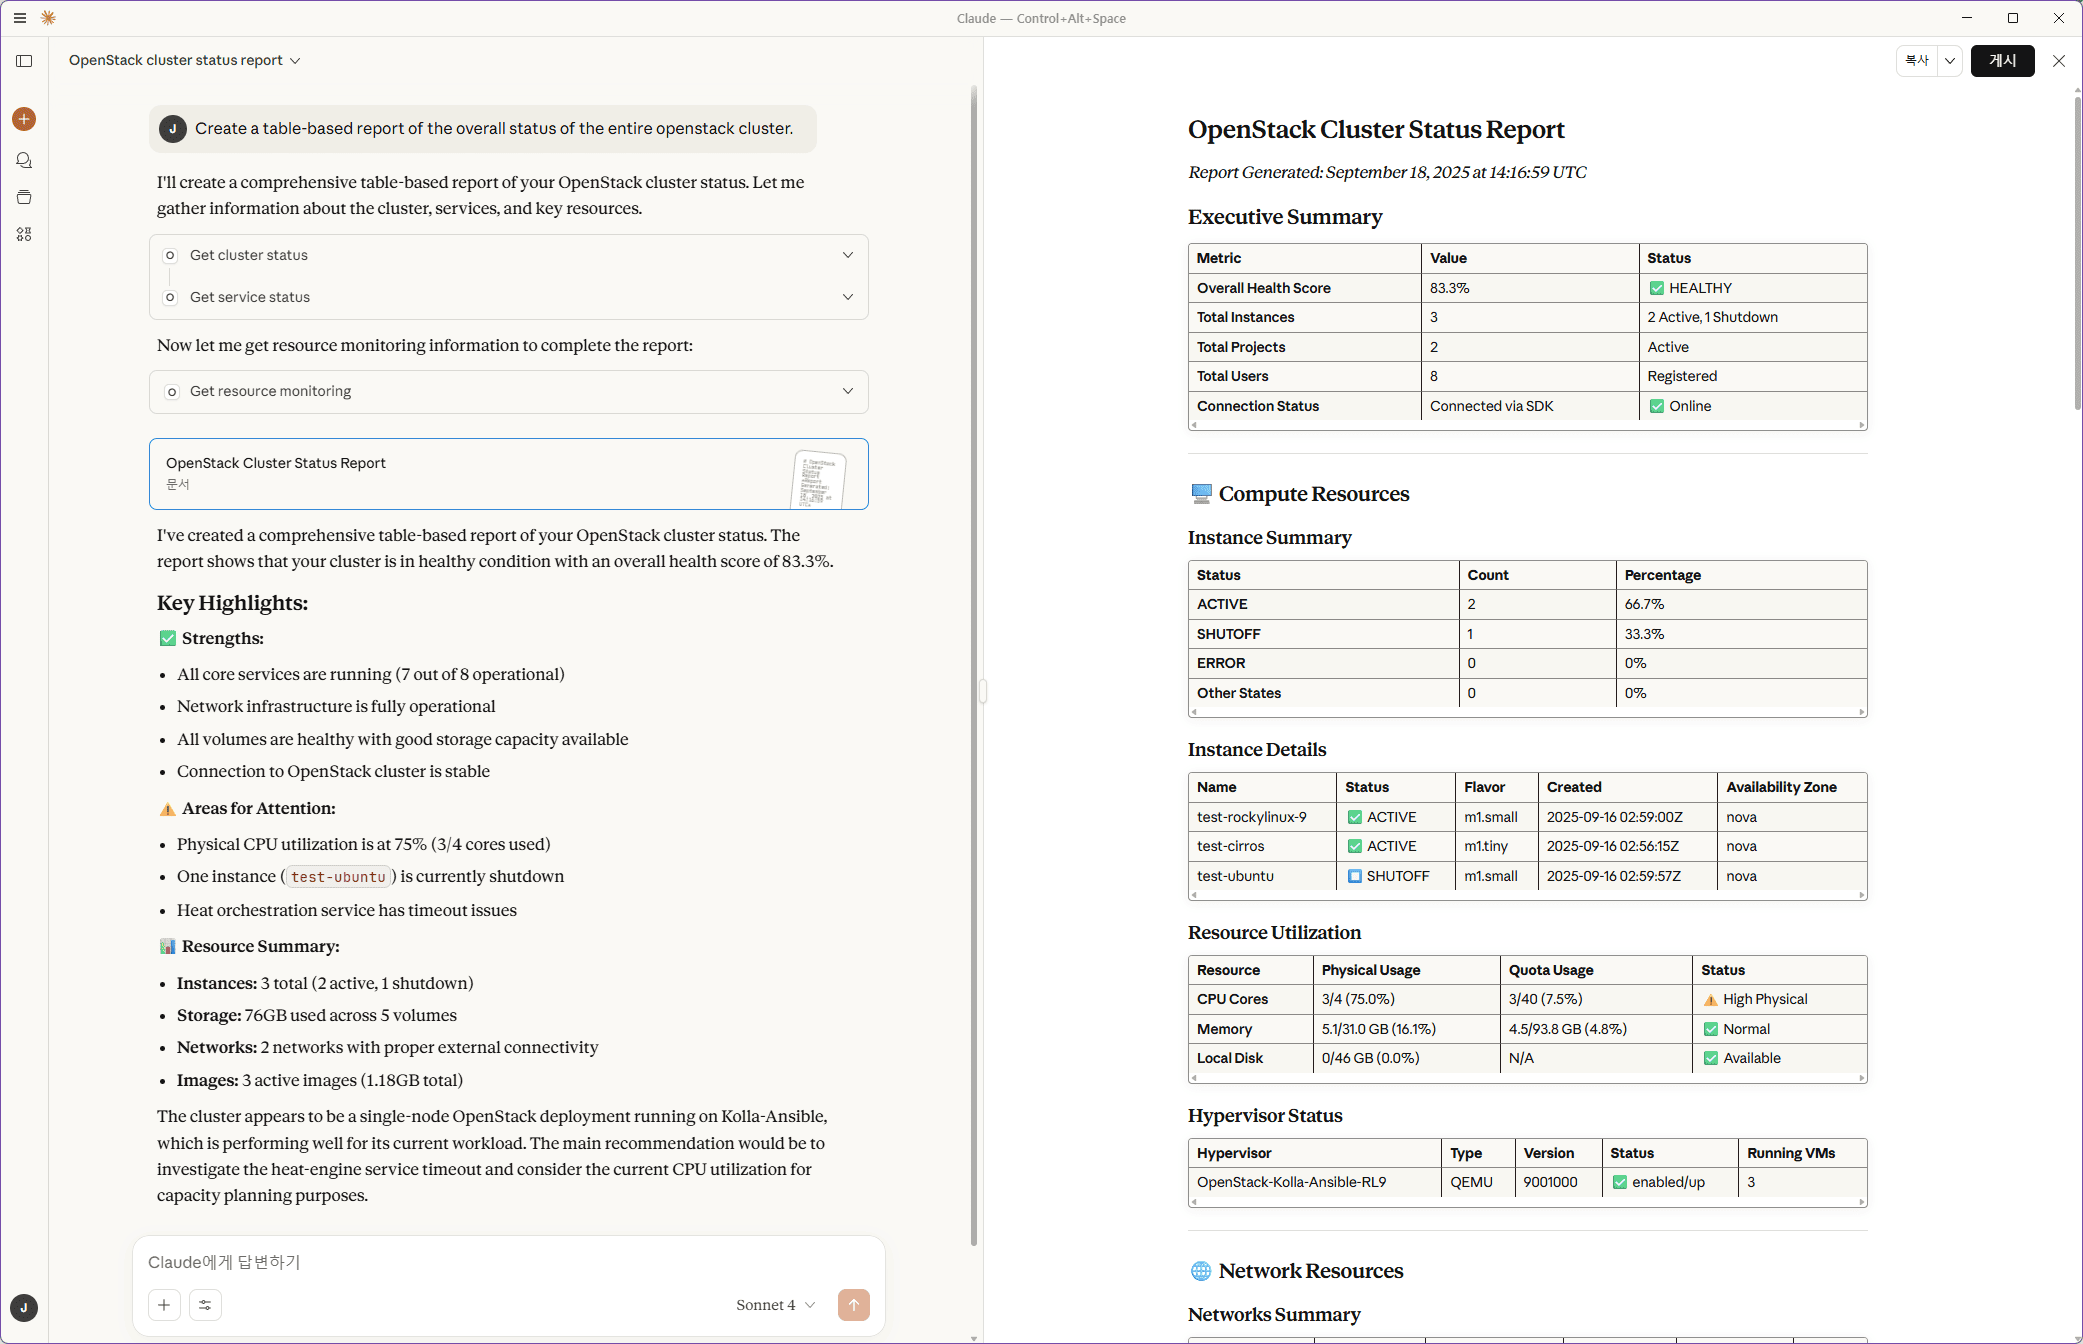 Claude — Control+Alt+Space
OpenStack cluster status report
J
Create a table-based report of the overall status of the entire openstack cluster.
I'll create a comprehensive table-based report of your OpenStack cluster status. Let me
gather information about the cluster, services, and key resources.
O Get cluster status
O Get service status
Now let me get resource monitoring information to complete the report:
O Get resource monitoring
OpenStack Cluster Status Report
문서
I've created a comprehensive table-based report of your OpenStack cluster status. The
report shows that your cluster is in healthy condition with an overall health score of 83.3%.
Key Highlights:
✅ Strengths:
• All core services are running (7 out of 8 operational)
• Network infrastructure is fully operational
• All volumes are healthy with good storage capacity available
• Connection to OpenStack cluster is stable
⚠️ Areas for Attention:
• Physical CPU utilization is at 75% (3/4 cores used)
• One instance (test-ubuntu) is currently shutdown
• Heat orchestration service has timeout issues
📊 Resource Summary:
• Instances: 3 total (2 active, 1 shutdown)
• Storage: 76GB used across 5 volumes
• Networks: 2 networks with proper external connectivity
• Images: 3 active images (1.18GB total)
The cluster appears to be a single-node OpenStack deployment running on Kolla-Ansible,
which is performing well for its current workload. The main recommendation would be to
investigate the heat-engine service timeout and consider the current CPU utilization for
capacity planning purposes.
Claude에게 답변하기
Sonnet 4
J
복사
게시
OpenStack Cluster Status Report
Report Generated: September 18, 2025 at 14:16:59 UTC
Executive Summary
Metric Value Status
Overall Health Score 83.3% ✅ HEALTHY
Total Instances 3 2 Active, 1 Shutdown
Total Projects 2 Active
Total Users 8 Registered
Connection Status Connected via SDK ✅ Online
🖥️ Compute Resources
Instance Summary
Status Count Percentage
ACTIVE 2 66.7%
SHUTOFF 1 33.3%
ERROR 0 0%
Other States 0 0%
Instance Details
Name Status Flavor Created Availability Zone
test-rockylinux-9 ✅ ACTIVE m1.small 2025-09-16 02:59:00Z nova
test-cirros ✅ ACTIVE m1.tiny 2025-09-16 02:56:15Z nova
test-ubuntu ⏹️ SHUTOFF m1.small 2025-09-16 02:59:57Z nova
Resource Utilization
Resource Physical Usage Quota Usage Status
CPU Cores 3/4 (75.0%) 3/40 (7.5%) ⚠️ High Physical
Memory 5.1/31.0 GB (16.1%) 4.5/93.8 GB (4.8%) ✅ Normal
Local Disk 0/46 GB (0.0%) N/A ✅ Available
Hypervisor Status
Hypervisor Type Version Status Running VMs
OpenStack-Kolla-Ansible-RL9 QEMU 9001000 ✅ enabled/up 3
🌐 Network Resources
Networks Summary